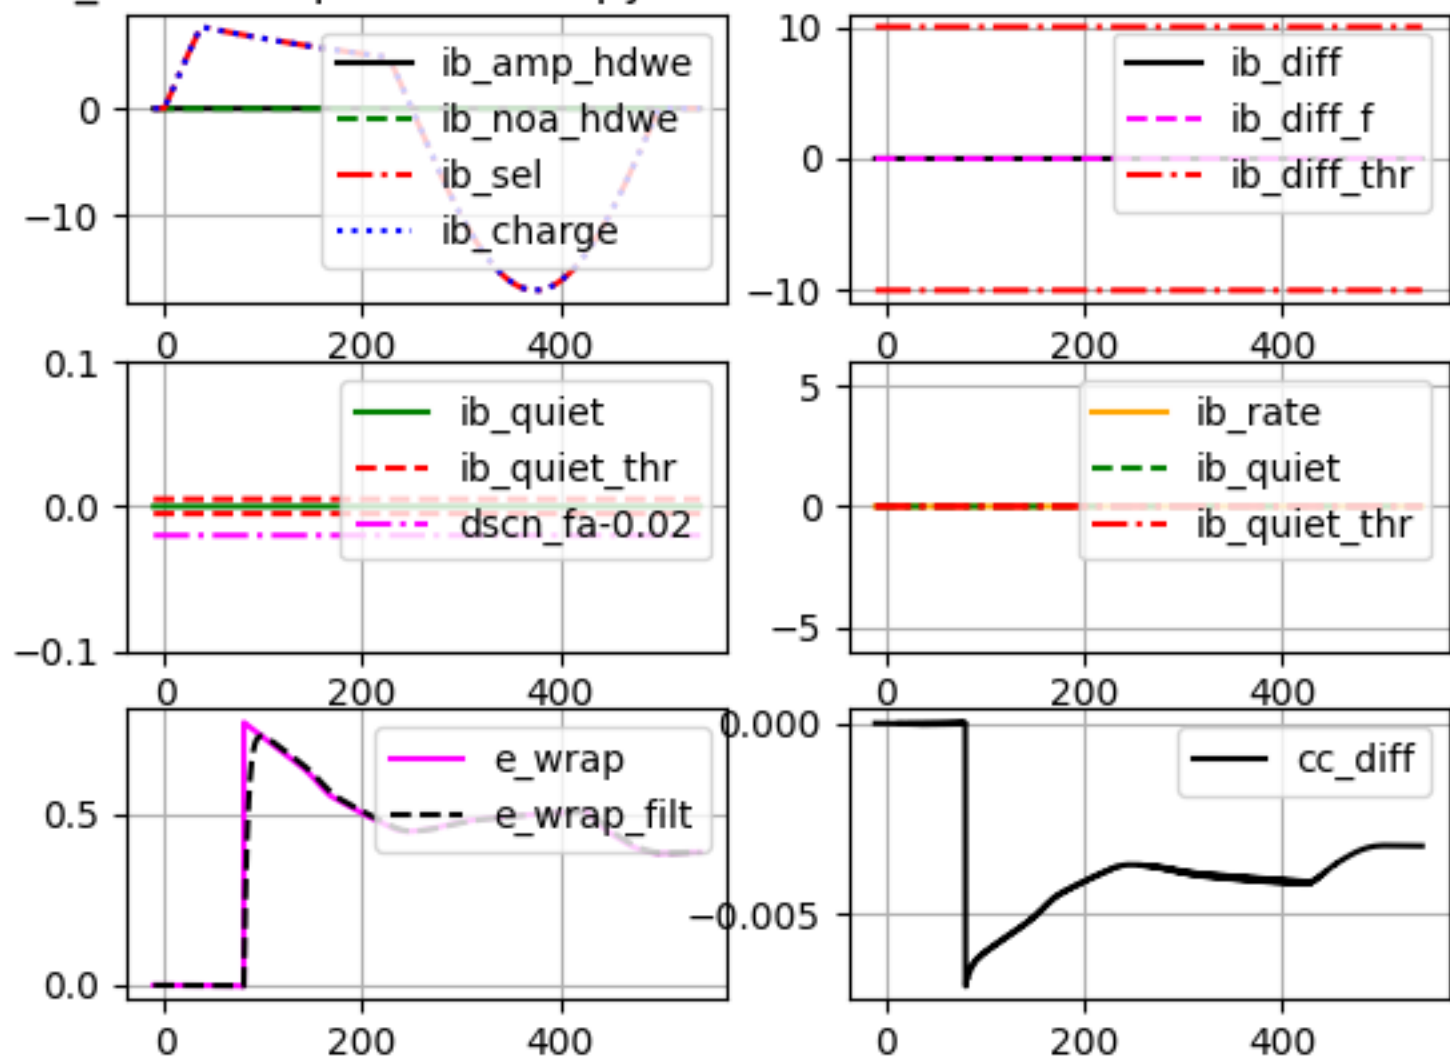 10
0
ib_amp_hdwe
ib_noa_hdwe
ib_sel
ib_charge
−10
0
200
400
ib_diff
ib_diff_f
ib_diff_thr
0
−10
0
200
400
0.1
ib_quiet
ib_quiet_thr
dscn_fa-0.02
0.0
−0.1
0
200
400
5
ib_rate
ib_quiet
ib_quiet_thr
0
−5
0
200
400
e_wrap
e_wrap_filt
0.5
0.0
0
200
400
0.000
cc_diff
−0.005
0
200
400